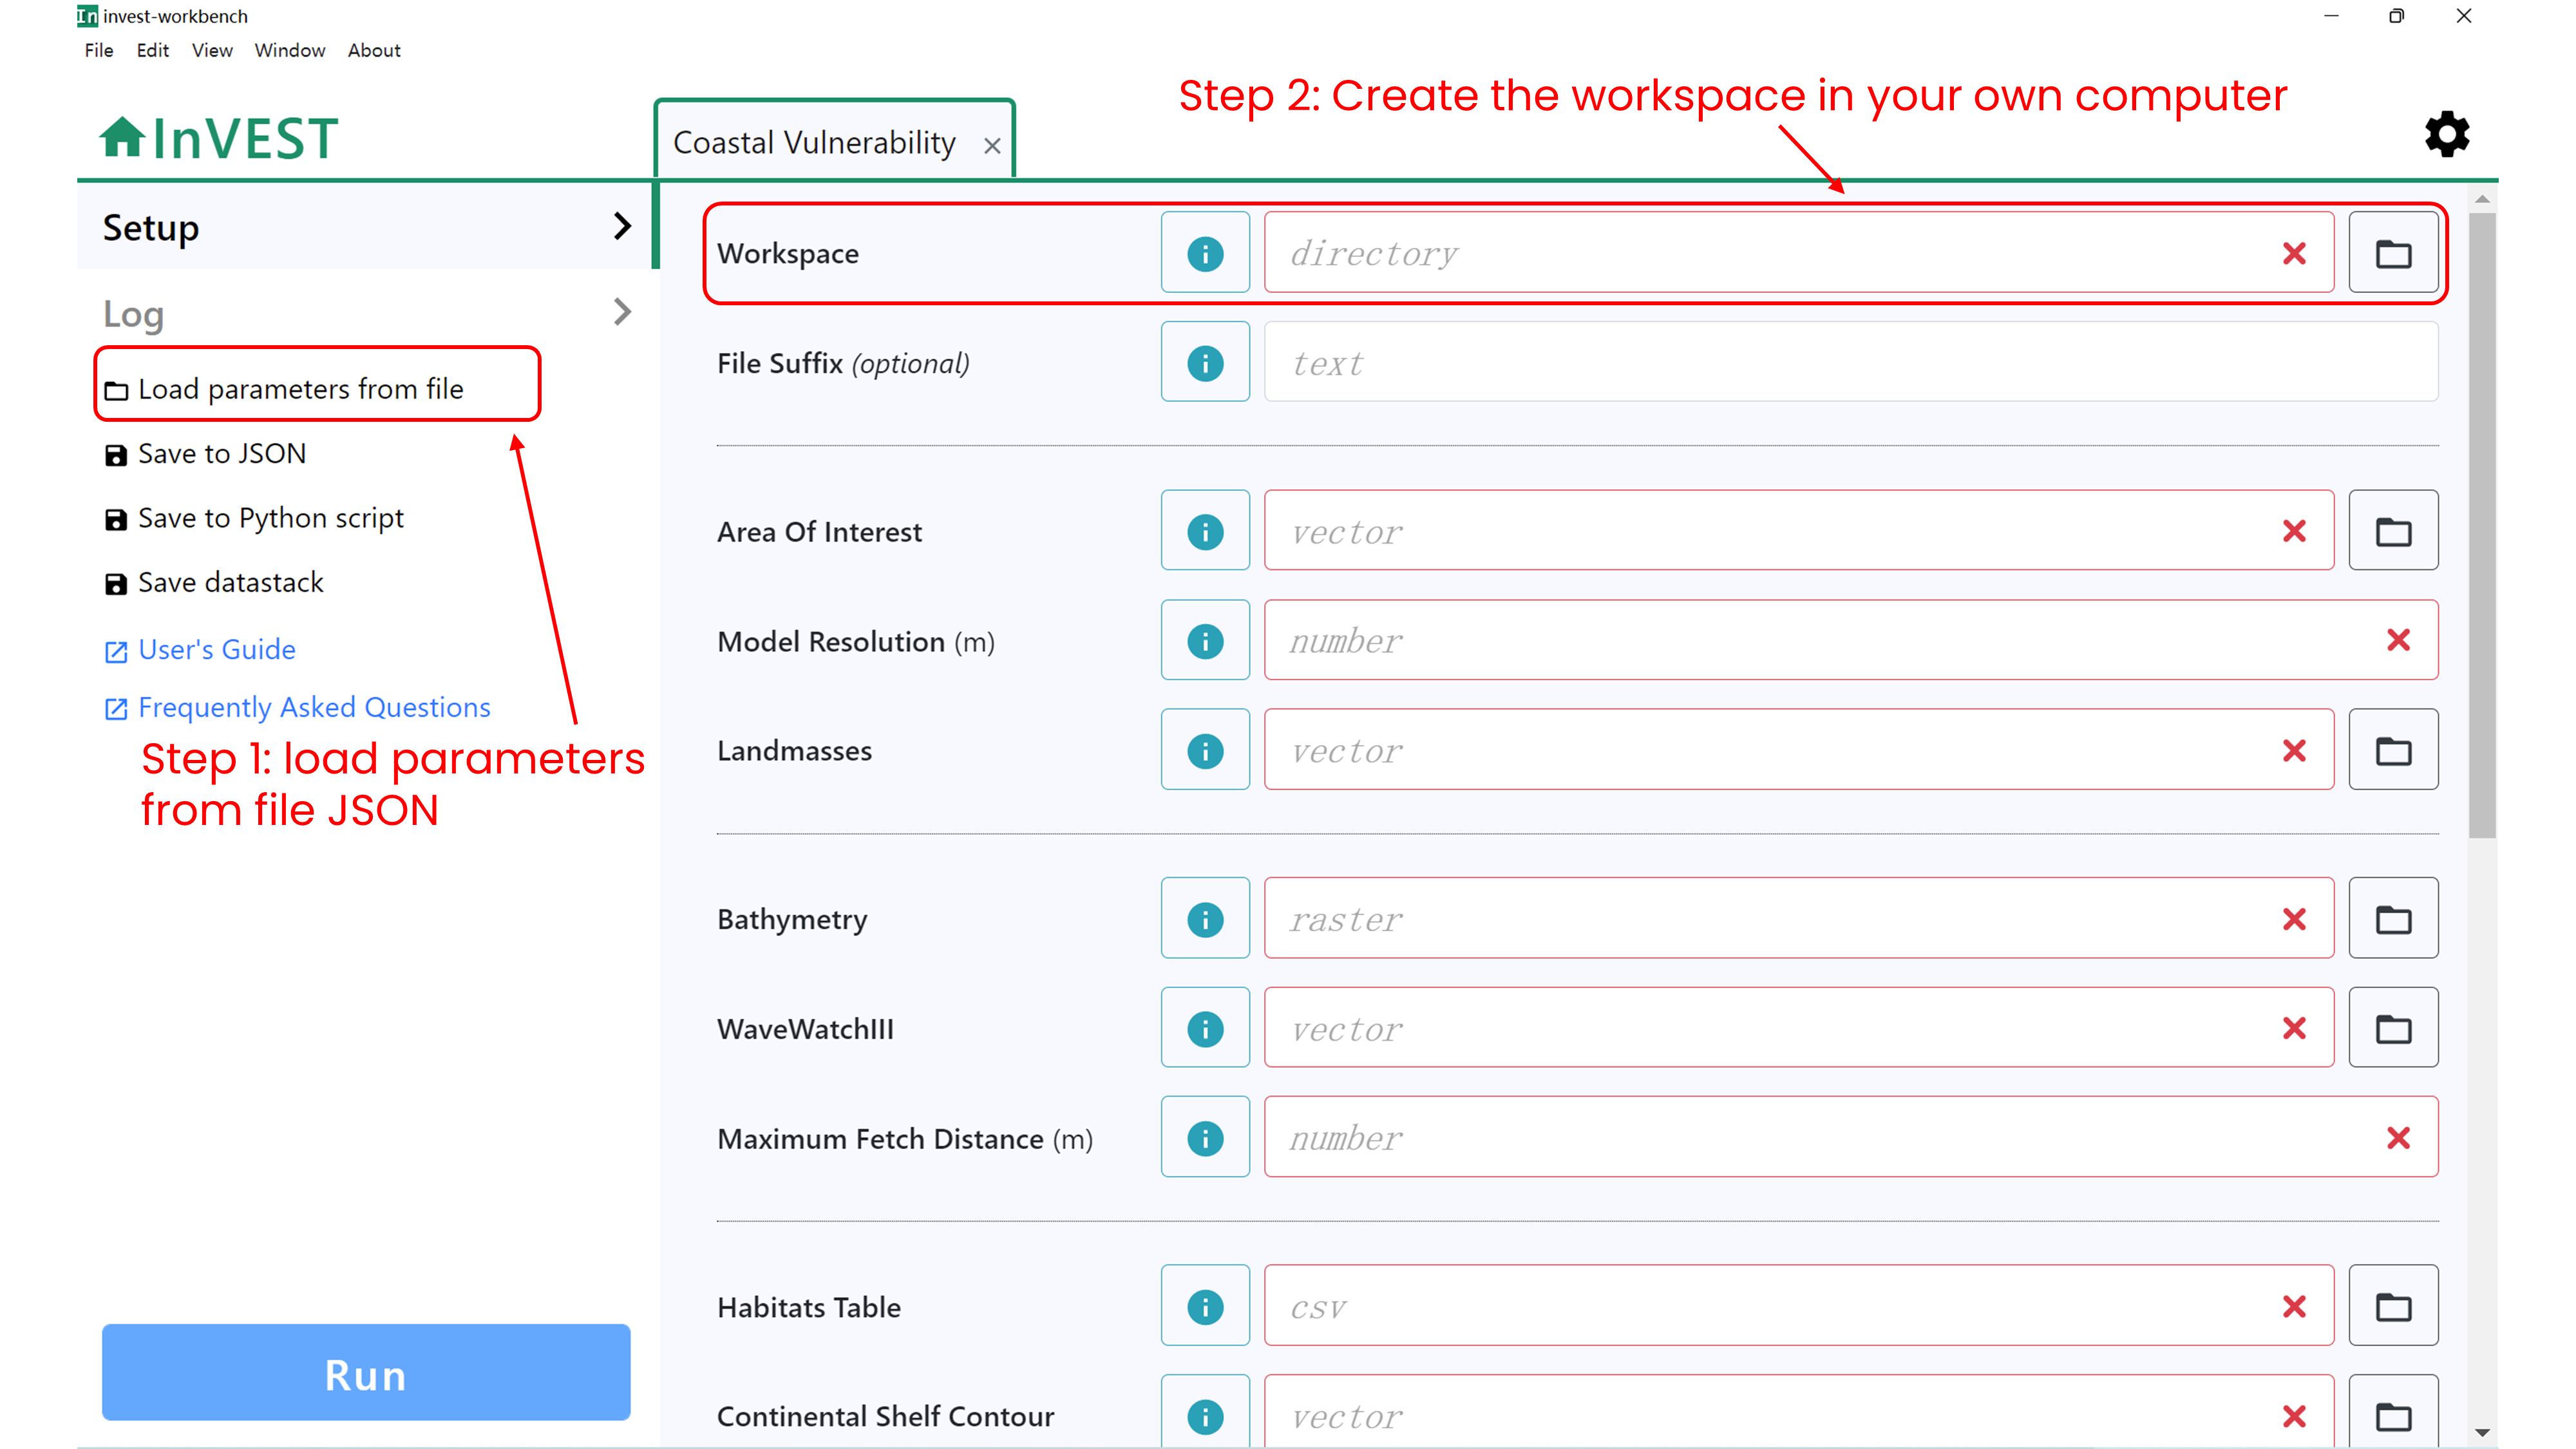 In invest-workbench
File Edit View Window About
Step 2: Create the workspace in your own computer
InVEST
Coastal Vulnerability
Setup
Log
Load parameters from file
Save to JSON
Save to Python script
Save datastack
User's Guide
Frequently Asked Questions
Step 1: load parameters
from file JSON
Run
Workspace directory
File Suffix (optional) text
Area Of Interest vector
Model Resolution (m) number
Landmasses vector
Bathymetry raster
WaveWatchIII vector
Maximum Fetch Distance (m) number
Habitats Table csv
Continental Shelf Contour vector